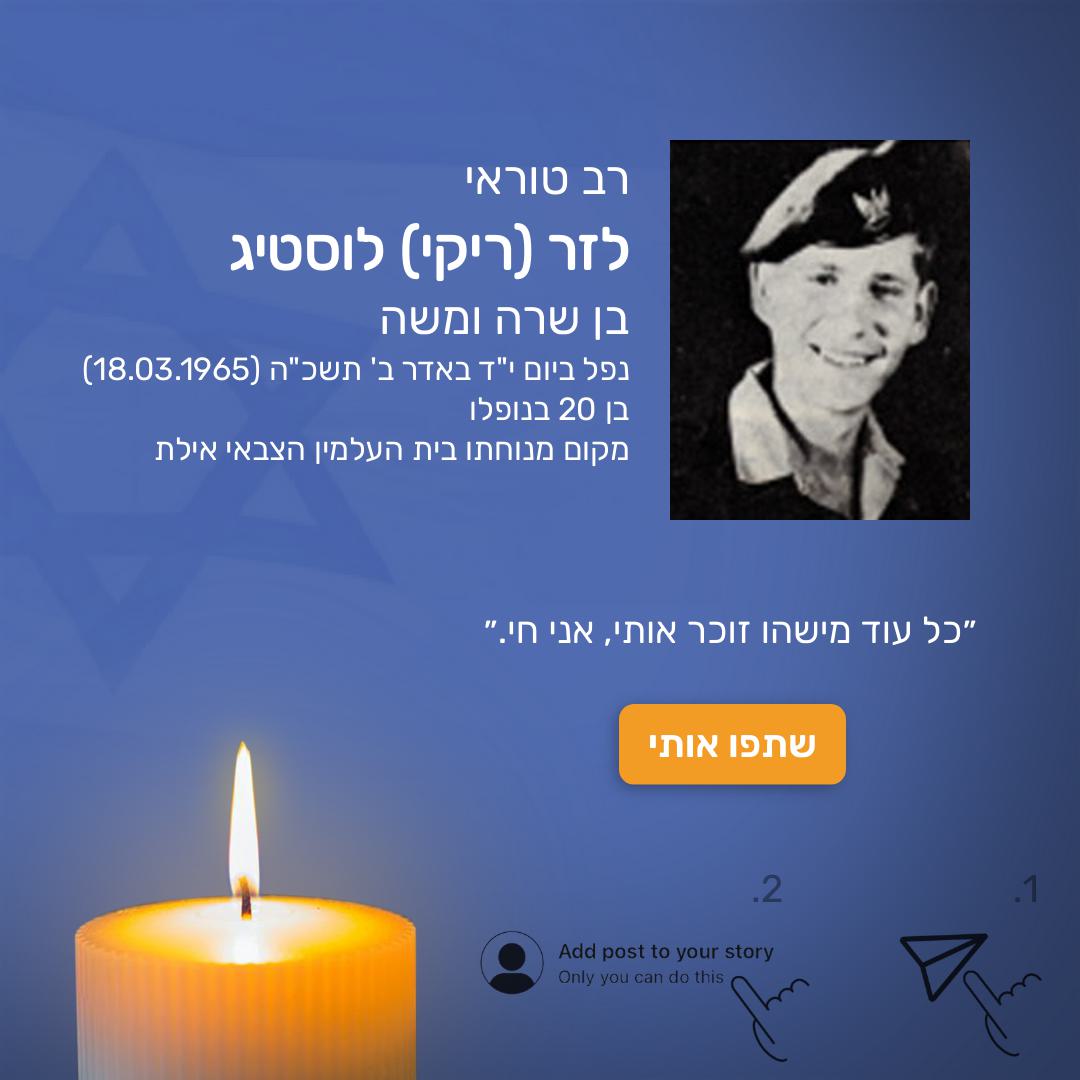 רב טוראי
לזר (ריקי) לוסטיג
בן שרה ומשה
נפל ביום י"ד באדר ב' תשכ"ה (18.03.1965)
בן 20 בנופלו
מקום מנוחתו בית העלמין הצבאי אילת
״כל עוד מישהו זוכר אותי, אני חי.״
שתפו אותי
1.
2.
Add post to your story
Only you can do this